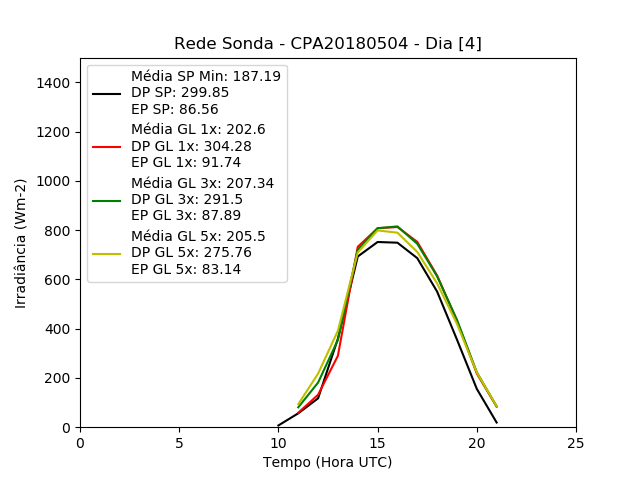 Rede Sonda - CPA20180504 - Dia [4]
Média SP Min: 187.19
DP SP: 299.85
EP SP: 86.56
Média GL 1x: 202.6
DP GL 1x: 304.28
EP GL 1x: 91.74
Média GL 3x: 207.34
DP GL 3x: 291.5
EP GL 3x: 87.89
Média GL 5x: 205.5
DP GL 5x: 275.76
EP GL 5x: 83.14
Irradiância (Wm-2)
1400
1200
1000
800
600
400
200
0
0 5 10 15 20 25
Tempo (Hora UTC)